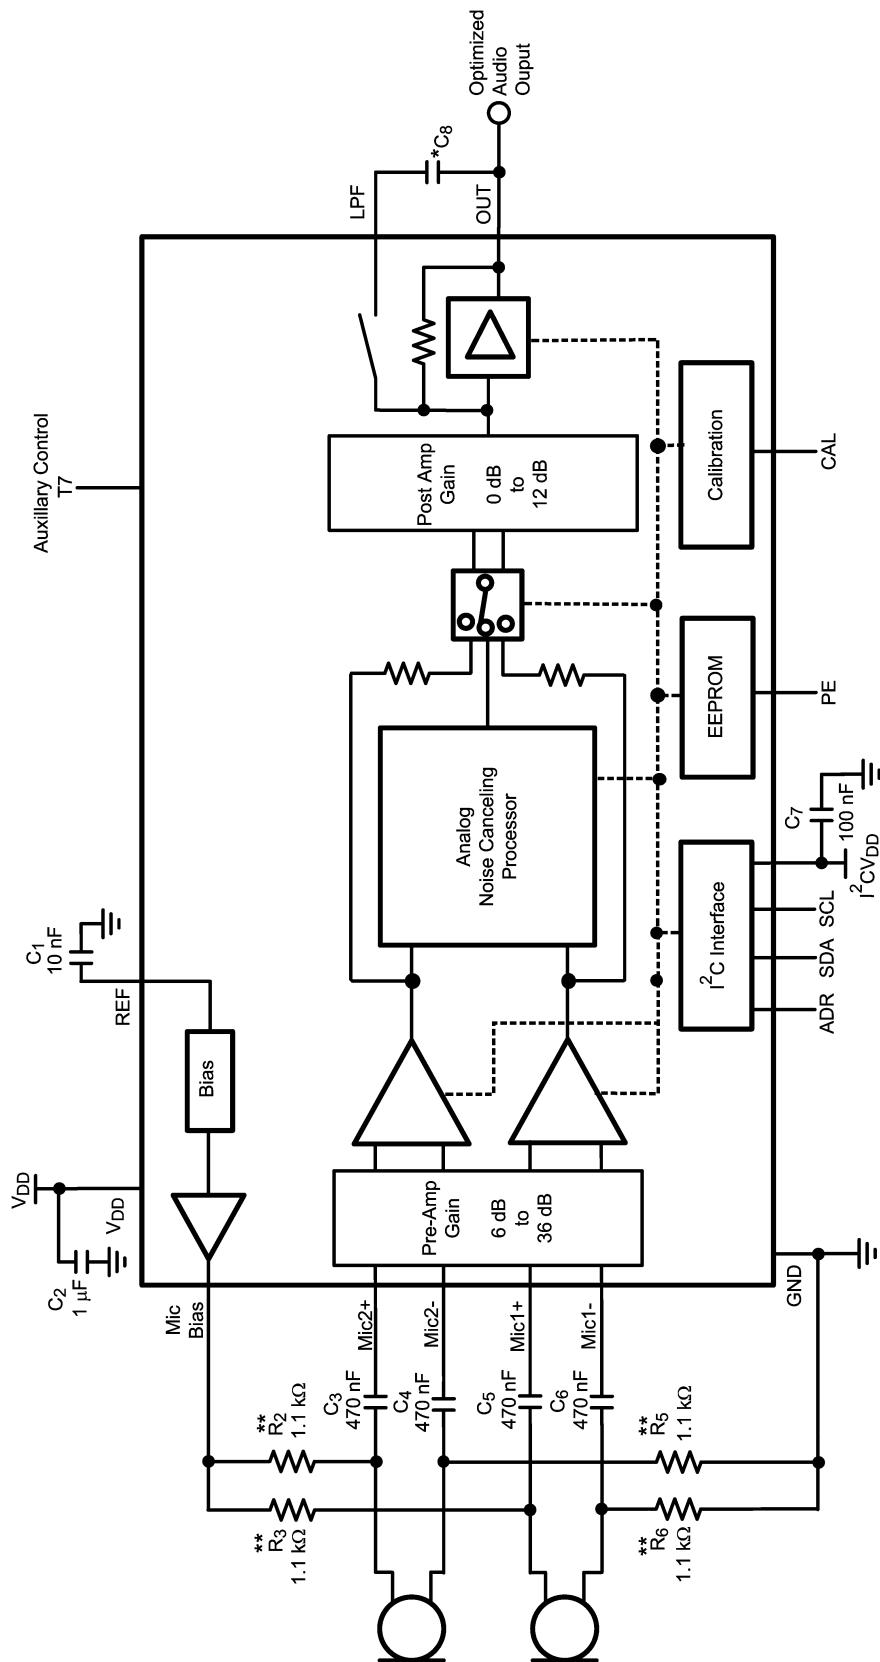 Auxillary Control
T7
VDD
VDD
C2
1 µF
C1
10 nF
REF
Bias
Mic
Bias
**
R2
1.1 kΩ
**
R3
1.1 kΩ
C3
470 nF
C4
470 nF
C5
470 nF
C6
470 nF
Mic2+
Mic2-
Mic1+
Mic1-
**
R5
1.1 kΩ
**
R6
1.1 kΩ
GND
Pre-Amp
Gain
6 dB
to
36 dB
Analog
Noise Canceling
Processor
Post Amp
Gain
0 dB
to
12 dB
LPF
*C8
OUT
Optimized
Audio
Ouput
I2C Interface
EEPROM
Calibration
ADR
SDA
SCL
I2CVDD
C7
100 nF
PE
CAL